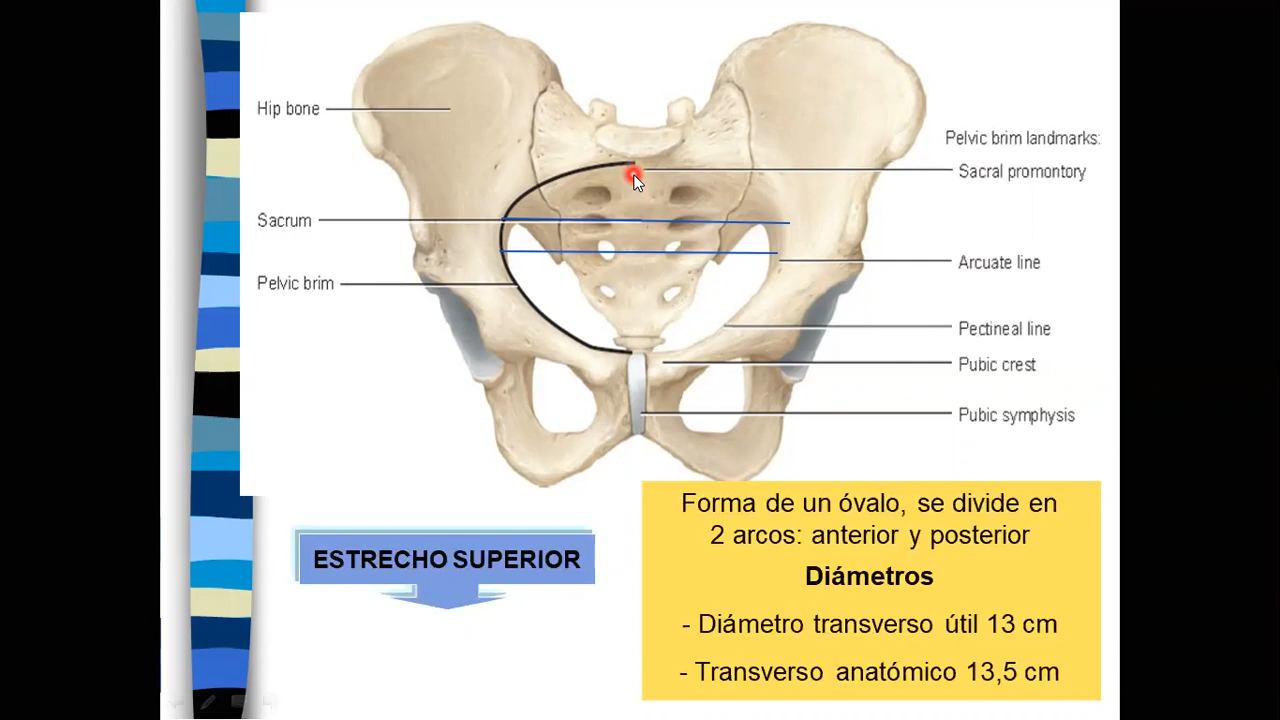 Hip bone
Sacrum
Pelvic brim
Pelvic brim landmarks:
Sacral promontory
Arcuate line
Pectineal line
Pubic crest
Pubic symphysis
ESTRECHO SUPERIOR
Forma de un óvalo, se divide en
2 arcos: anterior y posterior
Diámetros
- Diámetro transverso útil 13 cm
- Transverso anatómico 13,5 cm